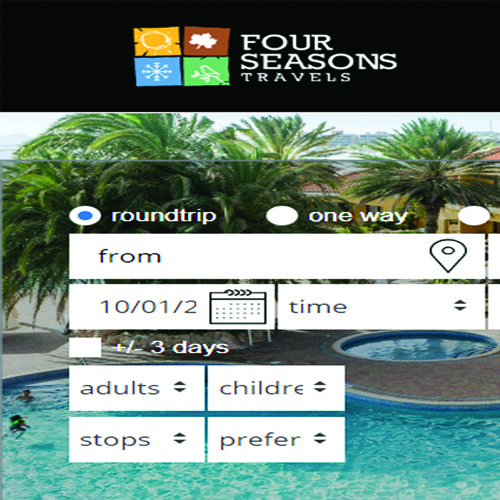 FOUR
SEASONS
TRAVELS
roundtrip one way
from
10/01/2 time
+/- 3 days
adults childre
stops prefer